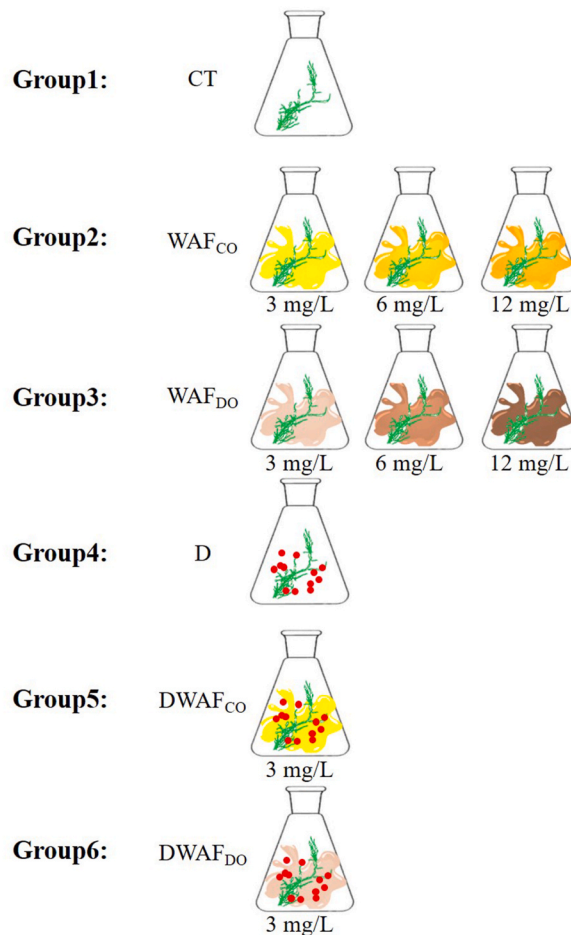 Group1: CT
Group2: WAFCO
3 mg/L 6 mg/L 12 mg/L
Group3: WAFDO
3 mg/L 6 mg/L 12 mg/L
Group4: D
Group5: DWAFCO
3 mg/L
Group6: DWAFDO
3 mg/L